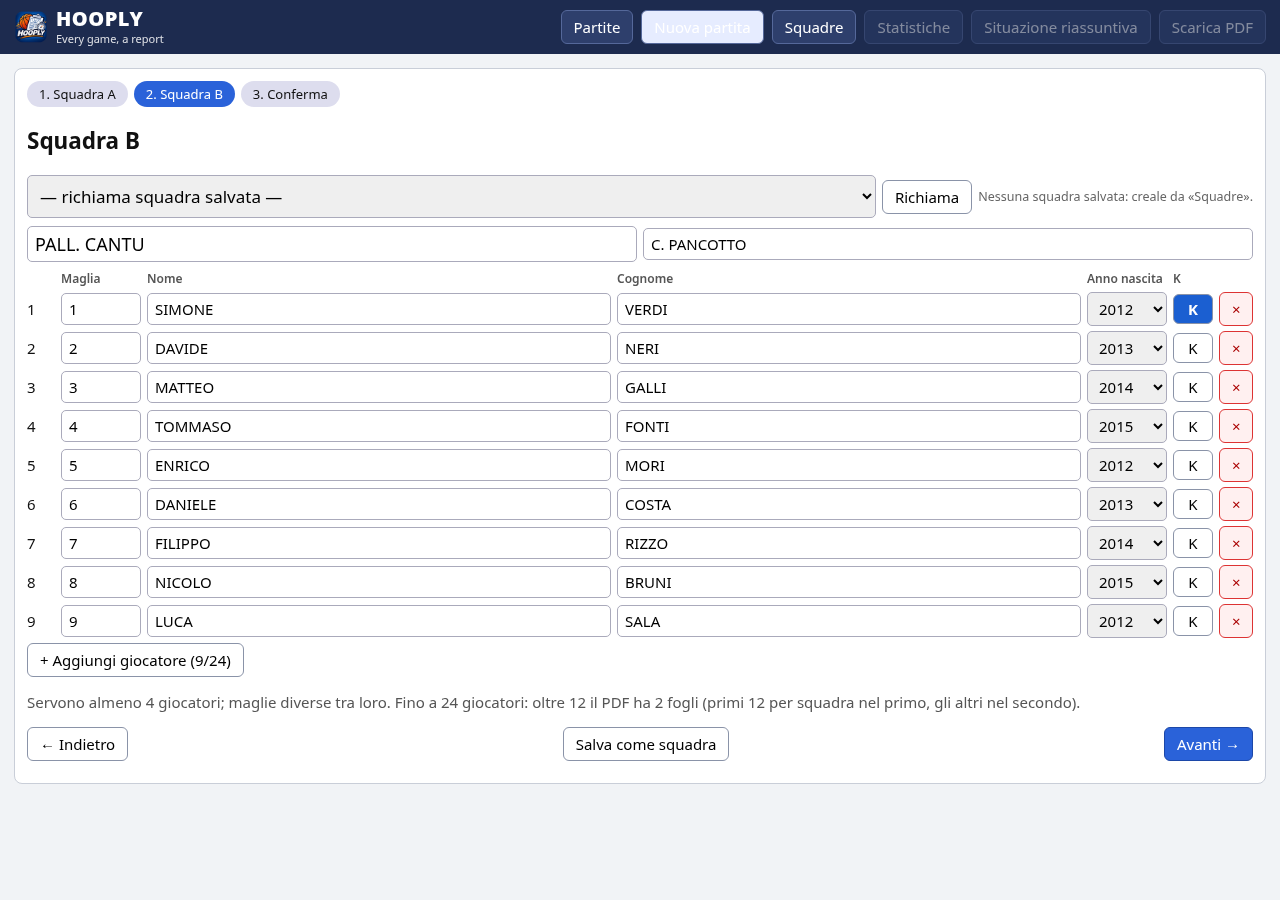 HOOPLY
Every game, a report
Partite
Nuova partita
Squadre
Statistiche
Situazione riassuntiva
Scarica PDF
1. Squadra A
2. Squadra B
3. Conferma
Squadra B
— richiama squadra salvata —
Richiama
Nessuna squadra salvata: creale da «Squadre».
PALL. CANTU
C. PANCOTTO
Maglia Nome Cognome Anno nascita K
1 1 SIMONE VERDI 2012 K ×
2 2 DAVIDE NERI 2013 K ×
3 3 MATTEO GALLI 2014 K ×
4 4 TOMMASO FONTI 2015 K ×
5 5 ENRICO MORI 2012 K ×
6 6 DANIELE COSTA 2013 K ×
7 7 FILIPPO RIZZO 2014 K ×
8 8 NICOLO BRUNI 2015 K ×
9 9 LUCA SALA 2012 K ×
+ Aggiungi giocatore (9/24)
Servono almeno 4 giocatori; maglie diverse tra loro. Fino a 24 giocatori: oltre 12 il PDF ha 2 fogli (primi 12 per squadra nel primo, gli altri nel secondo).
← Indietro
Salva come squadra
Avanti →